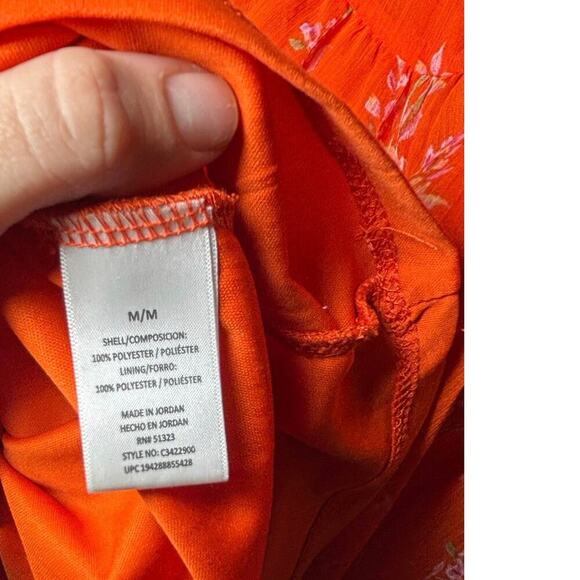 M/M
SHELL/COMPOSICION:
100% POLYESTER / POLIÉSTER
LINING/FORRO:
100% POLYESTER / POLIÉSTER
MADE IN JORDAN
HECHO EN JORDAN
RN# 51323
STYLE NO: C3422900
UPC 194288855428